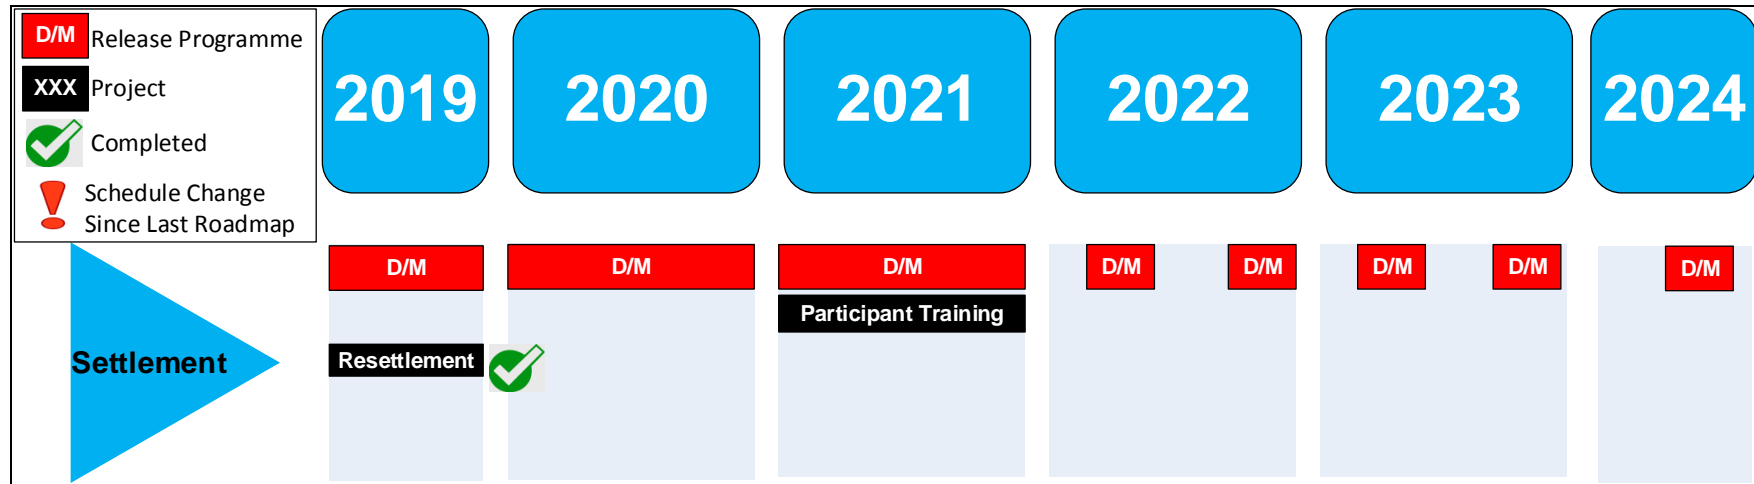 D/M Release Programme
XXX Project
Completed
Schedule Change
Since Last Roadmap
2019 2020 2021 2022 2023 2024
D/M D/M D/M D/M D/M D/M D/M D/M
Participant Training
Settlement
Resettlement